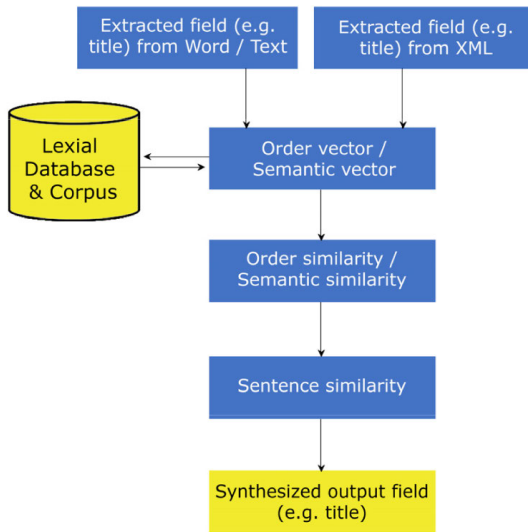 Extracted field (e.g.
title) from Word / Text
Extracted field (e.g.
title) from XML
Lexial
Database
& Corpus
Order vector /
Semantic vector
Order similarity /
Semantic similarity
Sentence similarity
Synthesized output field
(e.g. title)